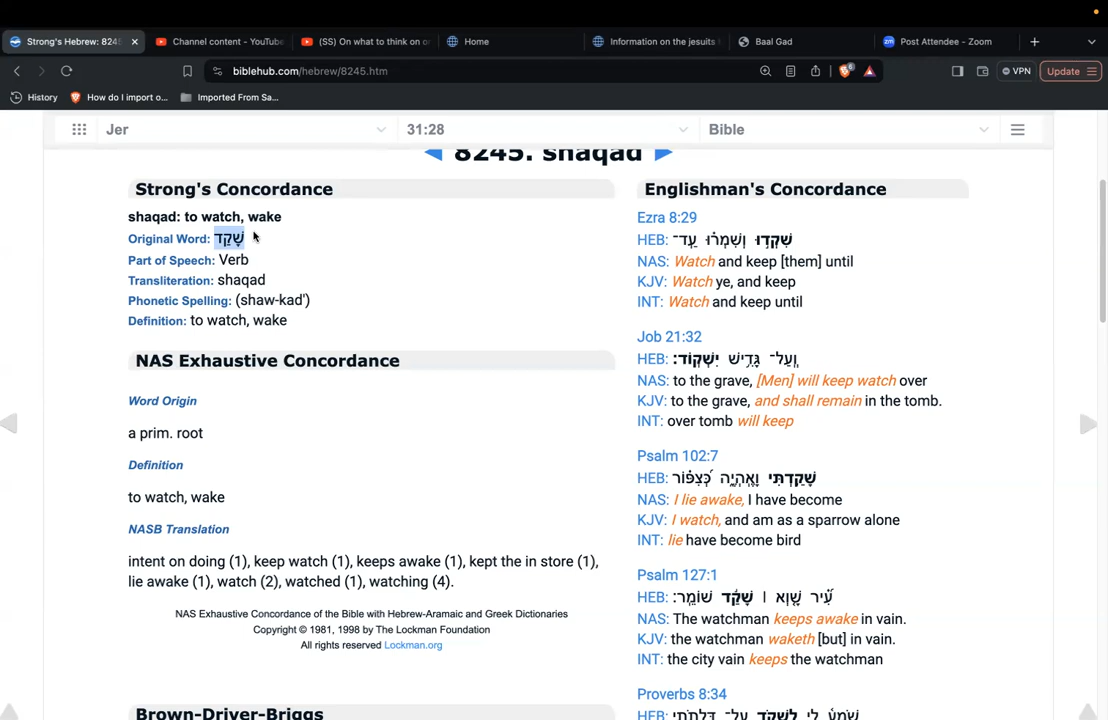 Strong's Hebrew: 824
Channel content - YouTube
(SS) On what to think on o
Home
Information on the jesuits
Baal Gad
Post Attendee - Zoom
biblehub.com/hebrew/8245.htm
6
VPN
Update
History
How do I import o...
Imported From Sa...
Jer
31:28
Bible
8245. shaqad
Strong's Concordance
shaqad: to watch, wake
Original Word: שָׁקַד
Part of Speech: Verb
Transliteration: shaqad
Phonetic Spelling: (shaw-kad')
Definition: to watch, wake
NAS Exhaustive Concordance
Word Origin
a prim. root
Definition
to watch, wake
NASB Translation
intent on doing (1), keep watch (1), keeps awake (1), kept the in store (1),
lie awake (1), watch (2), watched (1), watching (4).
NAS Exhaustive Concordance of the Bible with Hebrew-Aramaic and Greek Dictionaries
Copyright © 1981, 1998 by The Lockman Foundation
All rights reserved Lockman.org
Brown-Driver-Briggs
Englishman's Concordance
Ezra 8:29
HEB: שִׁקְד֣וּ וְשִׁמְר֗וּ עַֽד־
NAS: Watch and keep [them] until
KJV: Watch ye, and keep
INT: Watch and keep until
Job 21:32
HEB: וְֽעַל־ גָּדִ֥ישׁ יִשְׁקֽוֹד׃
NAS: to the grave, [Men] will keep watch over
KJV: to the grave, and shall remain in the tomb.
INT: over tomb will keep
Psalm 102:7
HEB: שָׁקַ֥דְתִּי וָאֶֽהְיֶ֑ה כְּ֝צִפּ֗וֹר
NAS: I lie awake, I have become
KJV: I watch, and am as a sparrow alone
INT: lie have become bird
Psalm 127:1
HEB: עִ֝֗יר שָׁ֤וְא ׀ שָׁקַ֬ד שׁוֹמֵֽר׃
NAS: The watchman keeps awake in vain.
KJV: the watchman waketh [but] in vain.
INT: the city vain keeps the watchman
Proverbs 8:34
HEB: שֹׁמֵ֪עַֽ לִ֥י לִשְׁקֹ֣ד עַל־ דַּ֭לְתֹתַי